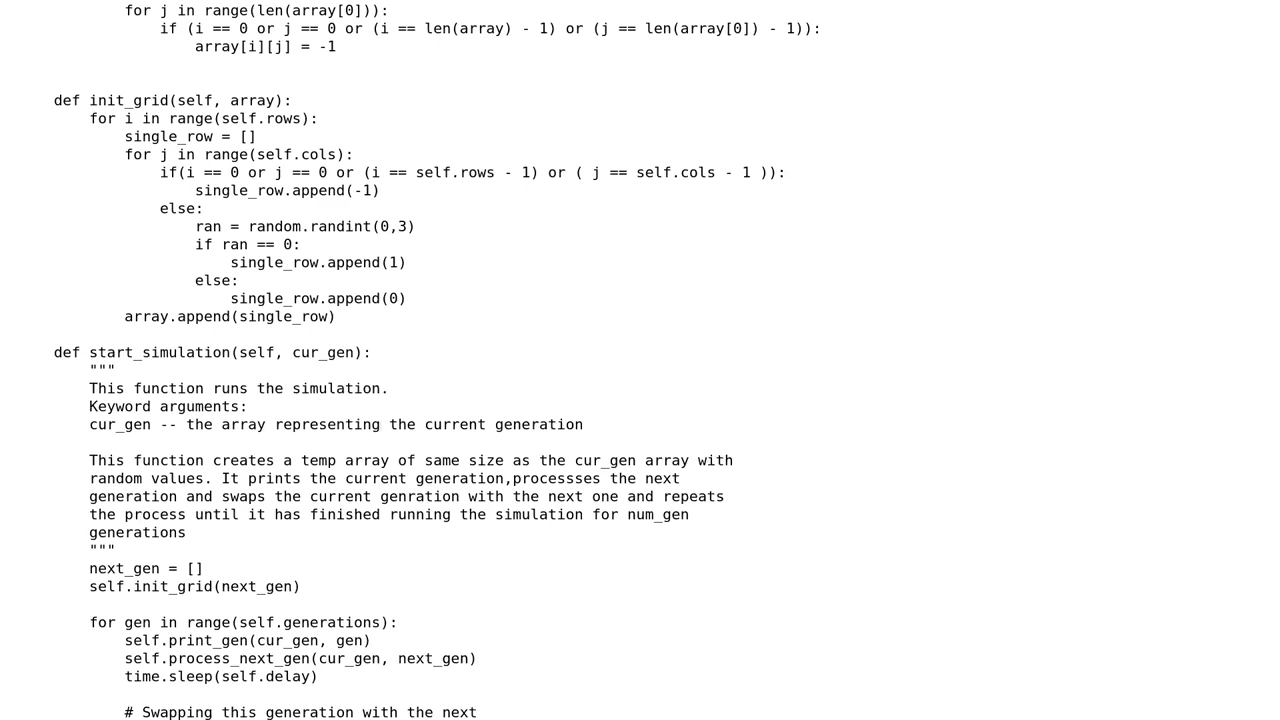 for j in range(len(array[0])):
            if (i == 0 or j == 0 or (i == len(array) - 1) or (j == len(array[0]) - 1)):
                array[i][j] = -1


def init_grid(self, array):
    for i in range(self.rows):
        single_row = []
        for j in range(self.cols):
            if(i == 0 or j == 0 or (i == self.rows - 1) or ( j == self.cols - 1 )):
                single_row.append(-1)
            else:
                ran = random.randint(0,3)
                if ran == 0:
                    single_row.append(1)
                else:
                    single_row.append(0)
        array.append(single_row)

def start_simulation(self, cur_gen):
    """
    This function runs the simulation.
    Keyword arguments:
    cur_gen -- the array representing the current generation

    This function creates a temp array of same size as the cur_gen array with
    random values. It prints the current generation,processses the next
    generation and swaps the current genration with the next one and repeats
    the process until it has finished running the simulation for num_gen
    generations
    """
    next_gen = []
    self.init_grid(next_gen)

    for gen in range(self.generations):
        self.print_gen(cur_gen, gen)
        self.process_next_gen(cur_gen, next_gen)
        time.sleep(self.delay)

        # Swapping this generation with the next